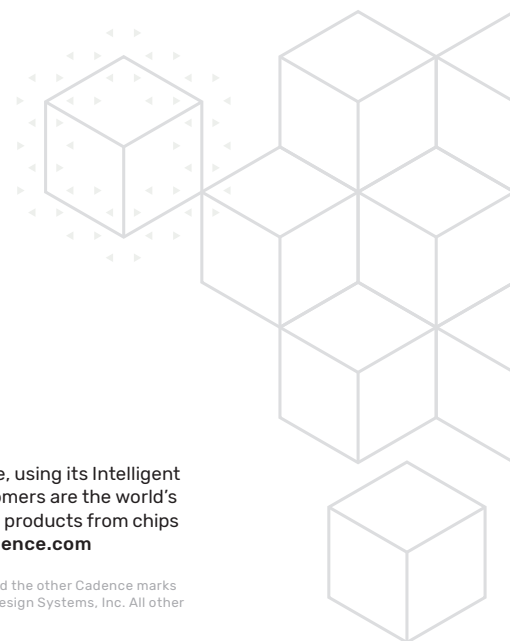 e, using its Intelligent
omers are the world’s
products from chips
ence.com
d the other Cadence marks
esign Systems, Inc. All other